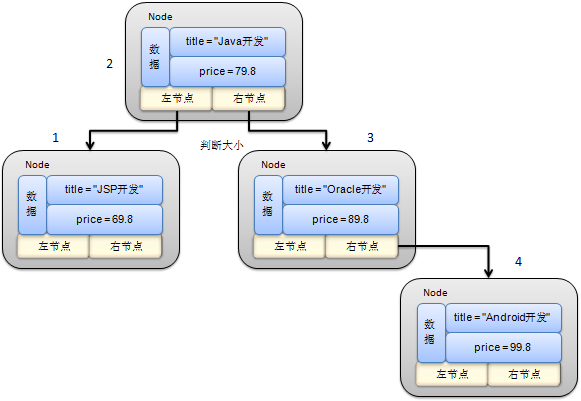 Node
数据
title="Java开发"
price=79.8
左节点
右节点
2
判断大小
1
Node
数据
title="JSP开发"
price=69.8
左节点
右节点
3
Node
数据
title="Oracle开发"
price=89.8
左节点
右节点
4
Node
数据
title="Android开发"
price=99.8
左节点
右节点